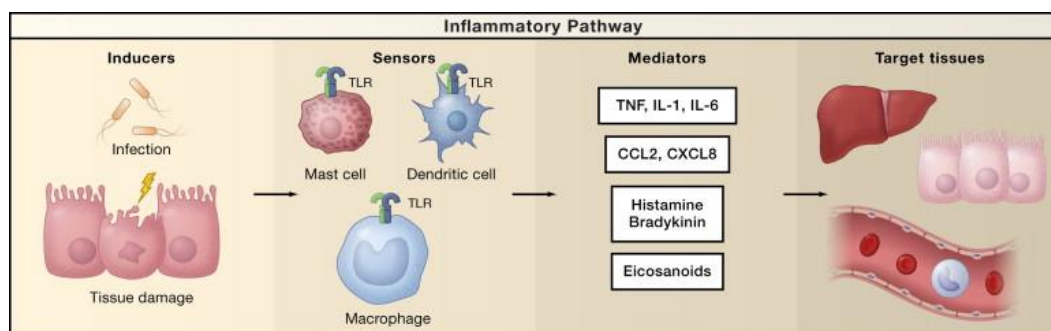 Inflammatory Pathway
Inducers
Infection
Tissue damage
Sensors
TLR
Mast cell
TLR
Dendritic cell
TLR
Macrophage
Mediators
TNF, IL-1, IL-6
CCL2, CXCL8
Histamine
Bradykinin
Eicosanoids
Target tissues